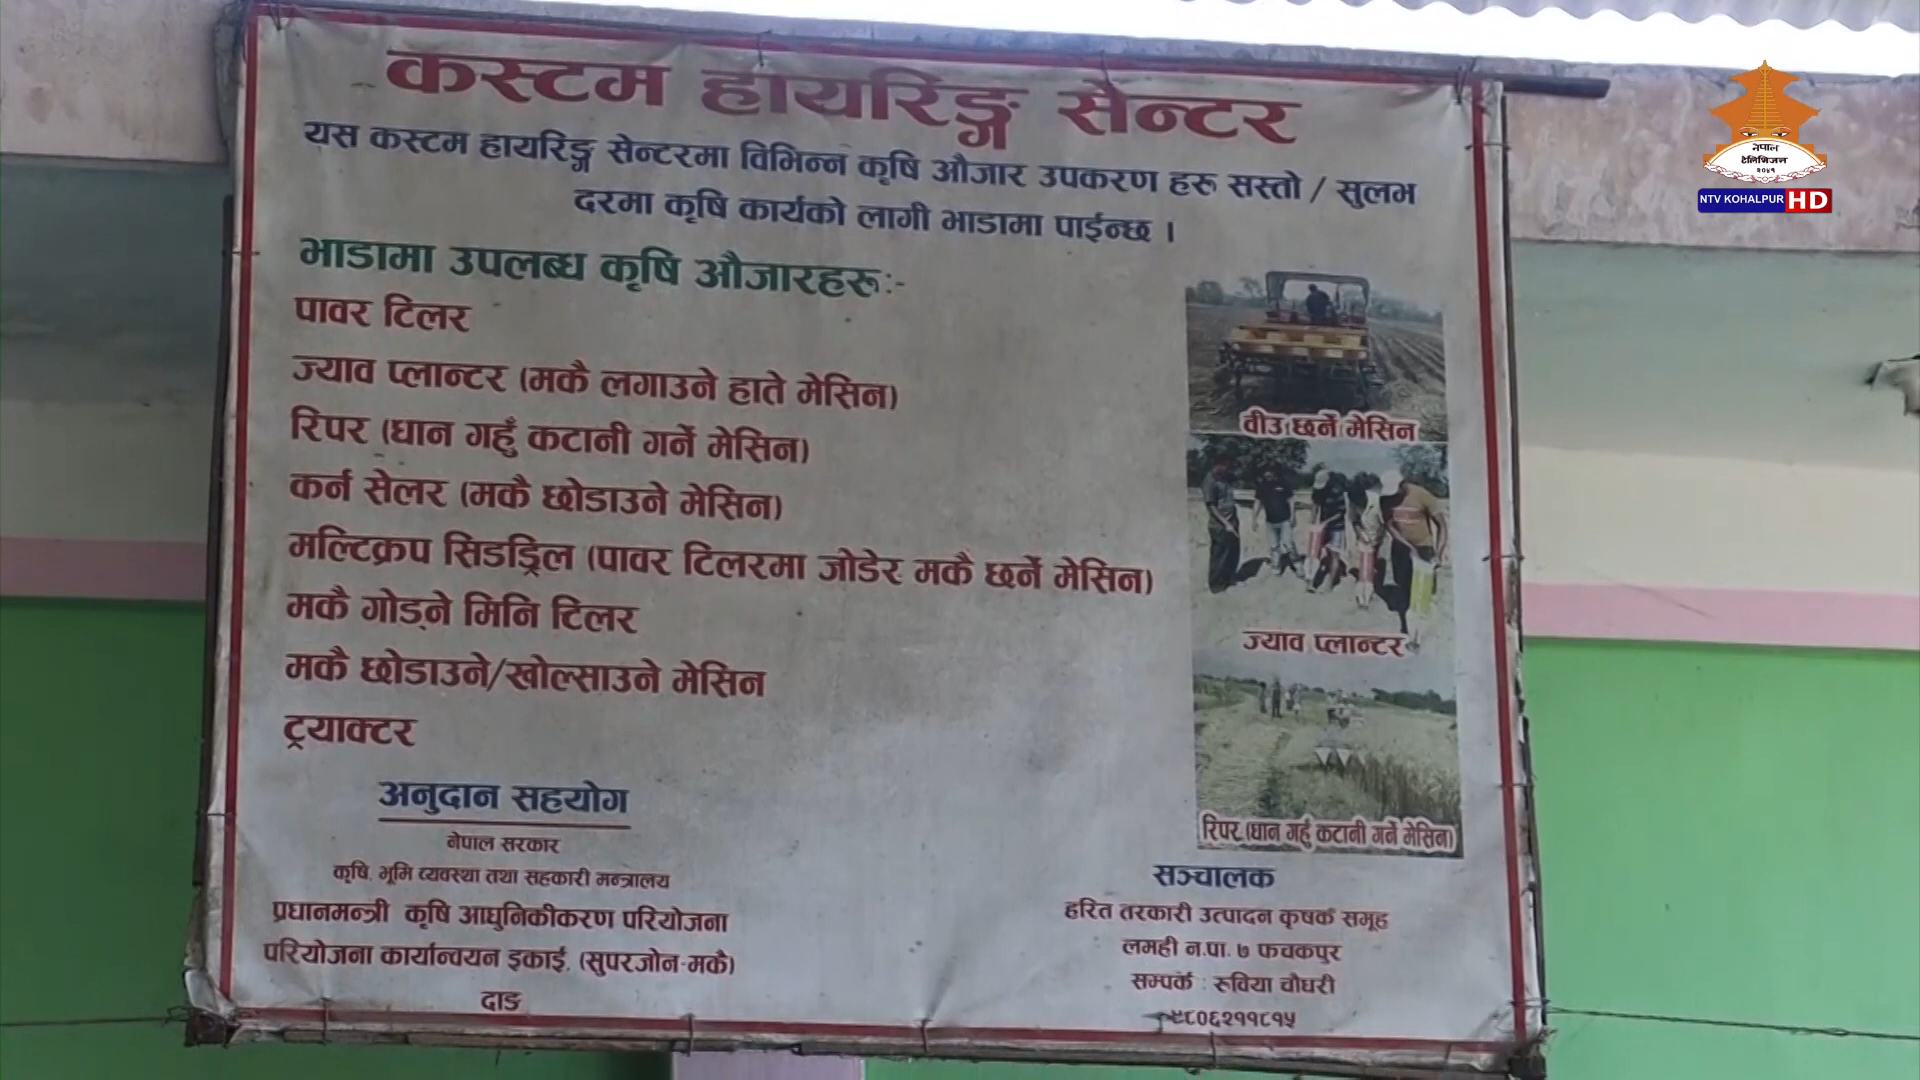 कस्टम हायरिङ्ग सेन्टर
यस कस्टम हायरिङ्ग सेन्टरमा विभिन्न कृषि औजार उपकरण हरू सस्तो / सुलभ
दरमा कृषि कार्यको लागी भाडामा पाईन्छ ।
भाडामा उपलब्ध कृषि औजारहरू:-
पावर टिलर
ज्याव प्लान्टर (मकै लगाउने हाते मेसिन)
रिपर (धान गहुँ कटानी गर्ने मेसिन)
कर्न सेलर (मकै छोडाउने मेसिन)
मल्टिक्रप सिडड्रिल (पावर टिलरमा जोडेर मकै छर्ने मेसिन)
मकै गोड्ने मिनि टिलर
मकै छोडाउने/खोल्साउने मेसिन
ट्रयाक्टर
वीउ छर्ने मेसिन
ज्याव प्लान्टर
रिपर (धान गहुँ कटानी गर्ने मेसिन)
अनुदान सहयोग
नेपाल सरकार
कृषि, भूमि व्यवस्था तथा सहकारी मन्त्रालय
प्रधानमन्त्री कृषि आधुनिकीकरण परियोजना
परियोजना कार्यान्वयन इकाई, (सुपरजोन-मकै)
दाङ
सञ्चालक
हरित तरकारी उत्पादन कृषक समूह
लमही न.पा. ७ फचकपुर
सम्पर्क : रूविया चौधरी
९८०६२११८१५
नेपाल
टेलिभिजन
२०४१
NTV KOHALPUR HD